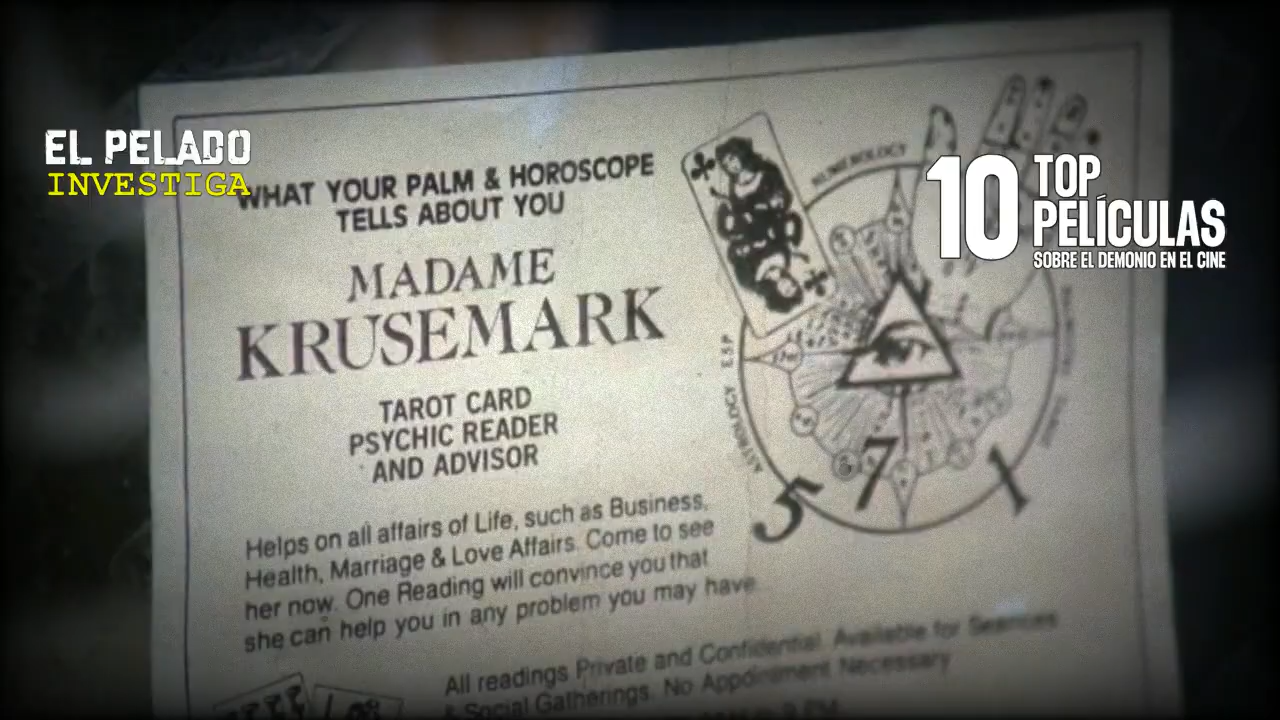 EL PELADO
INVESTIGA
10 TOP
PELÍCULAS
SOBRE EL DEMONIO EN EL CINE
WHAT YOUR PALM & HOROSCOPE
TELLS ABOUT YOU
MADAME
KRUSEMARK
TAROT CARD
PSYCHIC READER
AND ADVISOR
Helps on all affairs of Life, such as Business,
Health, Marriage & Love Affairs. Come to see
her now. One Reading will convince you that
she can help you in any problem you may have
All readings Private and Confidential. Available for Seances
& Social Gatherings. No Appointment Necessary
NUMEROLOGY
ESP
ASTROLOGY
5 7 1